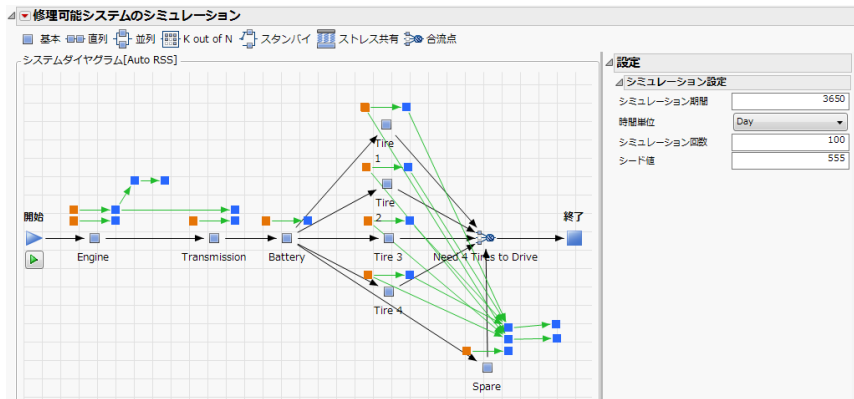 修理可能システムのシミュレーション
基本 直列 並列 K out of N スタンバイ ストレス共有 合流点
システムダイヤグラム[Auto RSS]
開始
Engine
Transmission
Battery
Tire
1
Tire
2
Tire 3
Tire 4
Need 4 Tires to Drive
Spare
終了
設定
シミュレーション設定
シミュレーション期間 3650
時間単位 Day
シミュレーション回数 100
シード値 555